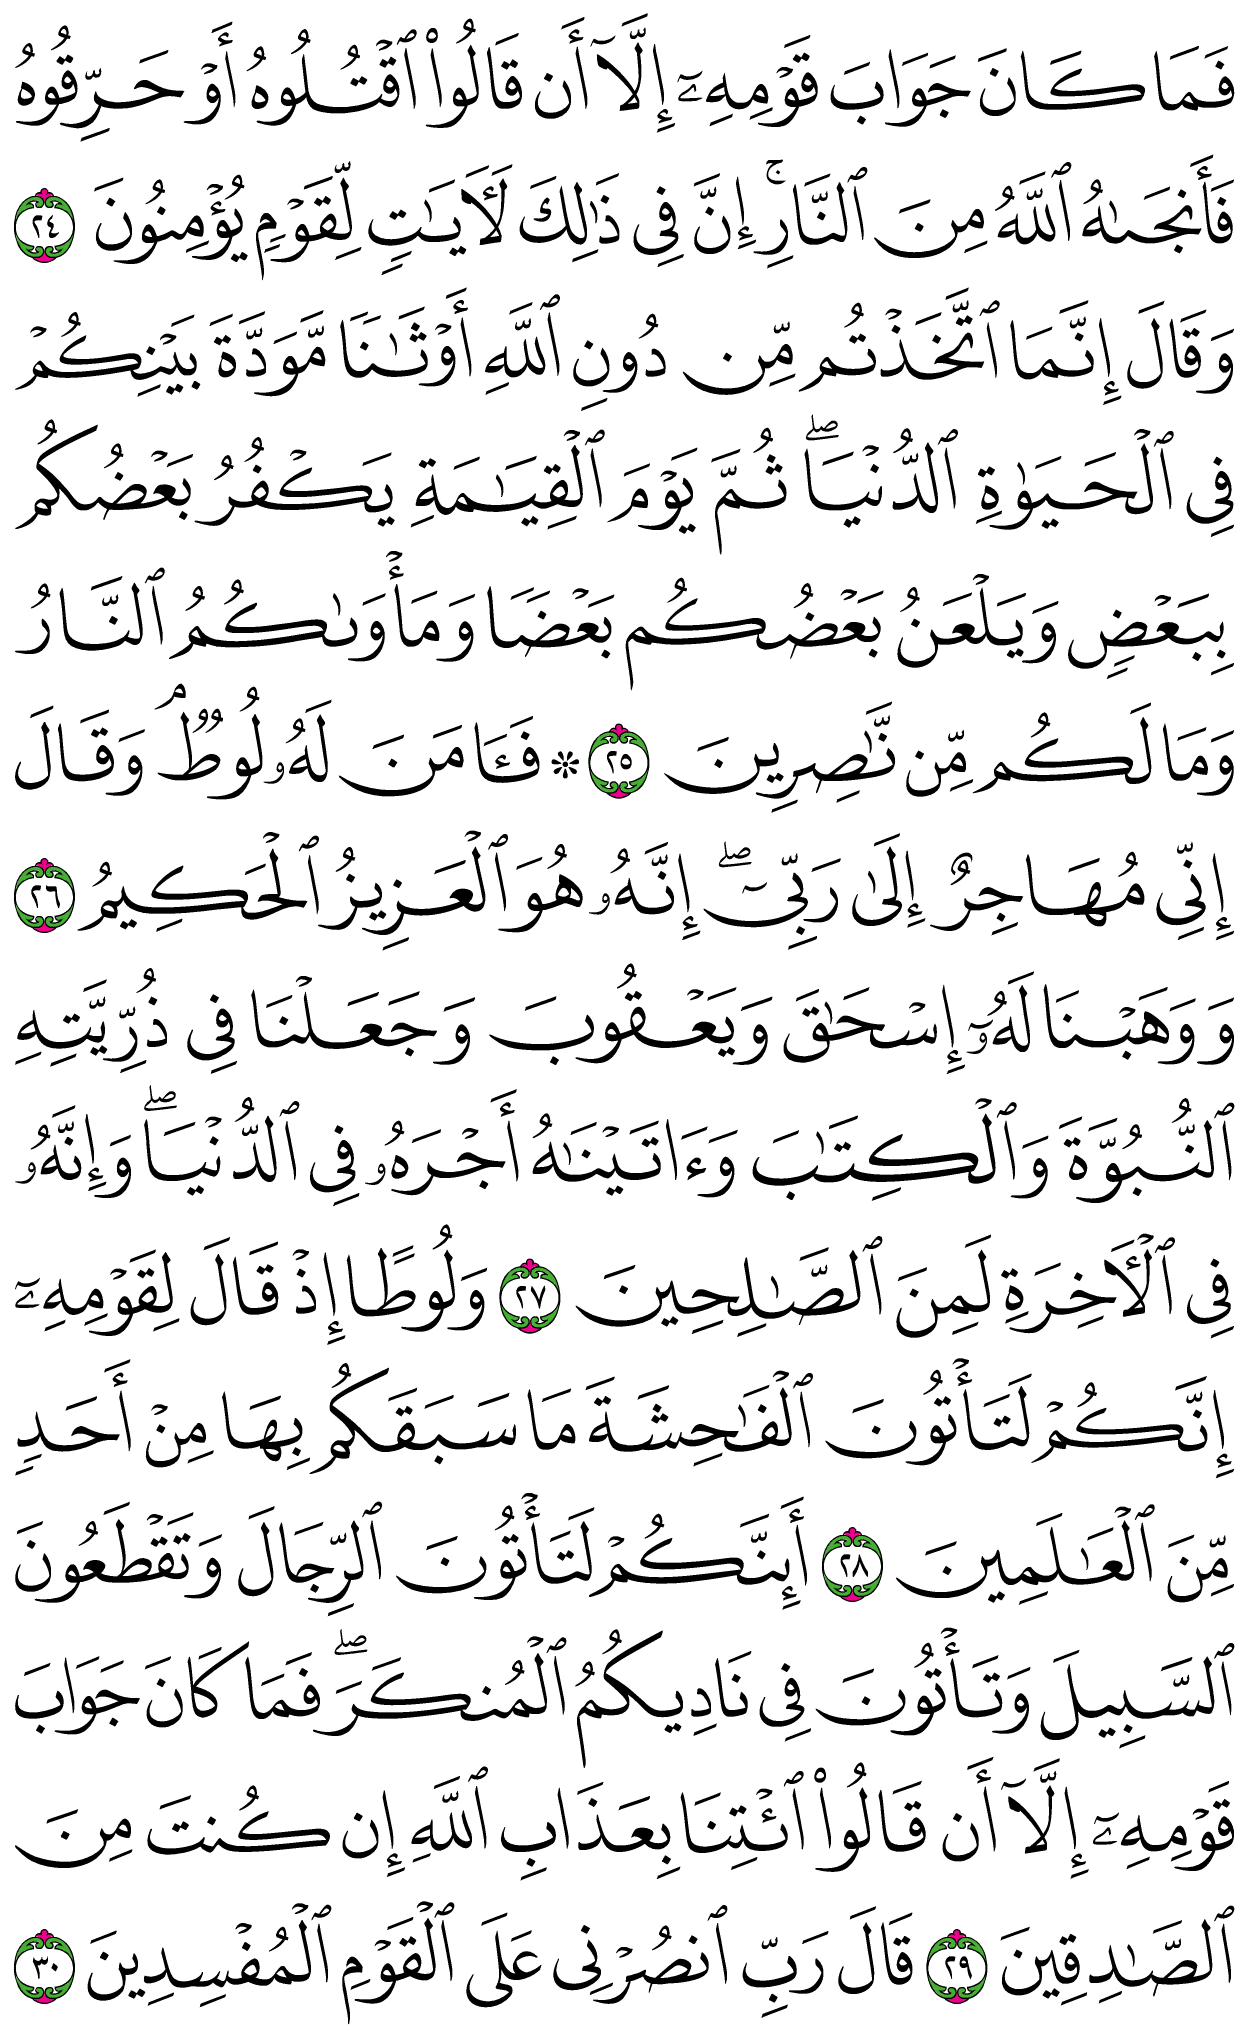 فَمَا كَانَ جَوَابَ قَوْمِهِۦٓ إِلَّآ أَن قَالُوا۟ ٱقْتُلُوهُ أَوْ حَرِّقُوهُ
فَأَنجَىٰهُ ٱللَّهُ مِنَ ٱلنَّارِ ۚ إِنَّ فِى ذَٰلِكَ لَـَٔايَـٰتٍ لِّقَوْمٍ يُؤْمِنُونَ ٢٤
وَقَالَ إِنَّمَا ٱتَّخَذْتُم مِّن دُونِ ٱللَّهِ أَوْثَـٰنًا مَّوَدَّةَ بَيْنِكُمْ
فِى ٱلْحَيَوٰةِ ٱلدُّنْيَا ۖ ثُمَّ يَوْمَ ٱلْقِيَـٰمَةِ يَكْفُرُ بَعْضُكُم
بِبَعْضٍ وَيَلْعَنُ بَعْضُكُم بَعْضًا وَمَأْوَىٰكُمُ ٱلنَّارُ
وَمَا لَكُم مِّن نَّـٰصِرِينَ ٢٥ ۞ فَـَٔامَنَ لَهُۥ لُوطٌ ۘ وَقَالَ
إِنِّى مُهَاجِرٌ إِلَىٰ رَبِّىٓ ۖ إِنَّهُۥ هُوَ ٱلْعَزِيزُ ٱلْحَكِيمُ ٢٦
وَوَهَبْنَا لَهُۥٓ إِسْحَـٰقَ وَيَعْقُوبَ وَجَعَلْنَا فِى ذُرِّيَّتِهِ
ٱلنُّبُوَّةَ وَٱلْكِتَـٰبَ وَءَاتَيْنَـٰهُ أَجْرَهُۥ فِى ٱلدُّنْيَا ۖ وَإِنَّهُۥ
فِى ٱلْـَٔاخِرَةِ لَمِنَ ٱلصَّـٰلِحِينَ ٢٧ وَلُوطًا إِذْ قَالَ لِقَوْمِهِۦٓ
إِنَّكُمْ لَتَأْتُونَ ٱلْفَـٰحِشَةَ مَا سَبَقَكُم بِهَا مِنْ أَحَدٍ
مِّنَ ٱلْعَـٰلَمِينَ ٢٨ أَئِنَّكُمْ لَتَأْتُونَ ٱلرِّجَالَ وَتَقْطَعُونَ
ٱلسَّبِيلَ وَتَأْتُونَ فِى نَادِيكُمُ ٱلْمُنكَرَ ۖ فَمَا كَانَ جَوَابَ
قَوْمِهِۦٓ إِلَّآ أَن قَالُوا۟ ٱئْتِنَا بِعَذَابِ ٱللَّهِ إِن كُنتَ مِنَ
ٱلصَّـٰدِقِينَ ٢٩ قَالَ رَبِّ ٱنصُرْنِى عَلَى ٱلْقَوْمِ ٱلْمُفْسِدِينَ ٣٠